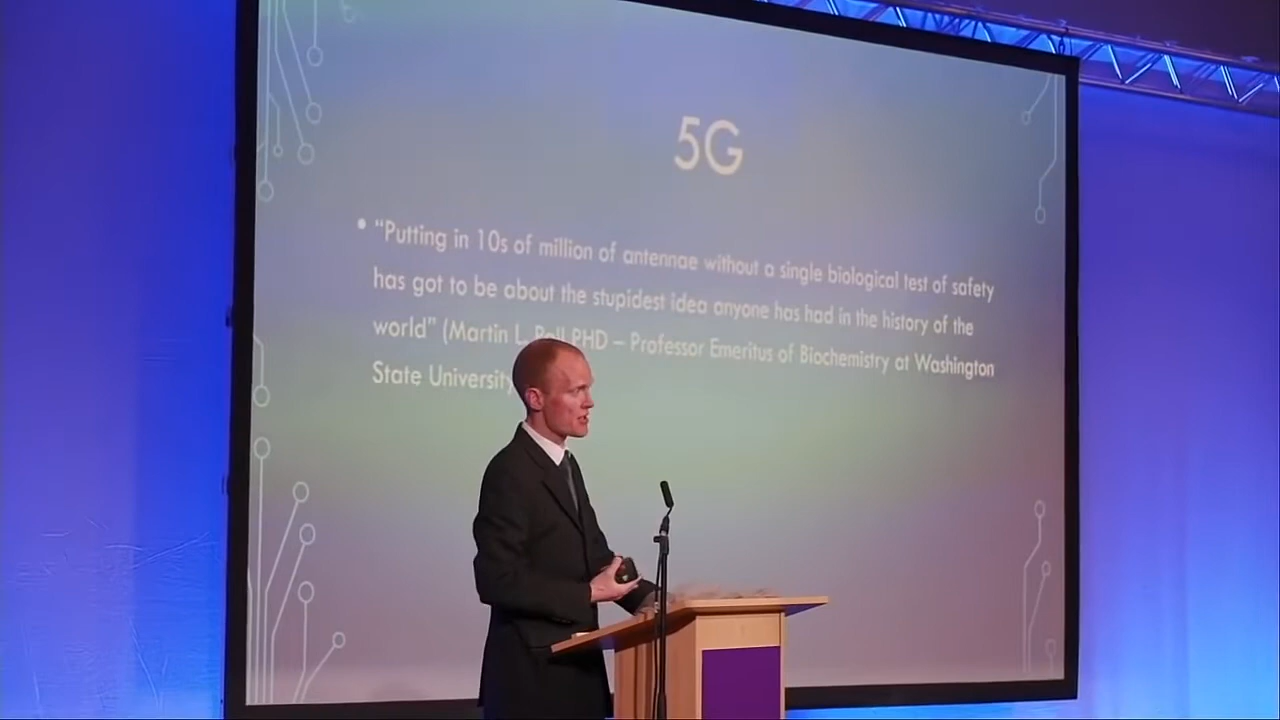 5G
• “Putting in 10s of million of antennae without a single biological test of safety
has got to be about the stupidest idea anyone has had in the history of the
world” (Martin L. Pall PHD – Professor Emeritus of Biochemistry at Washington
State University